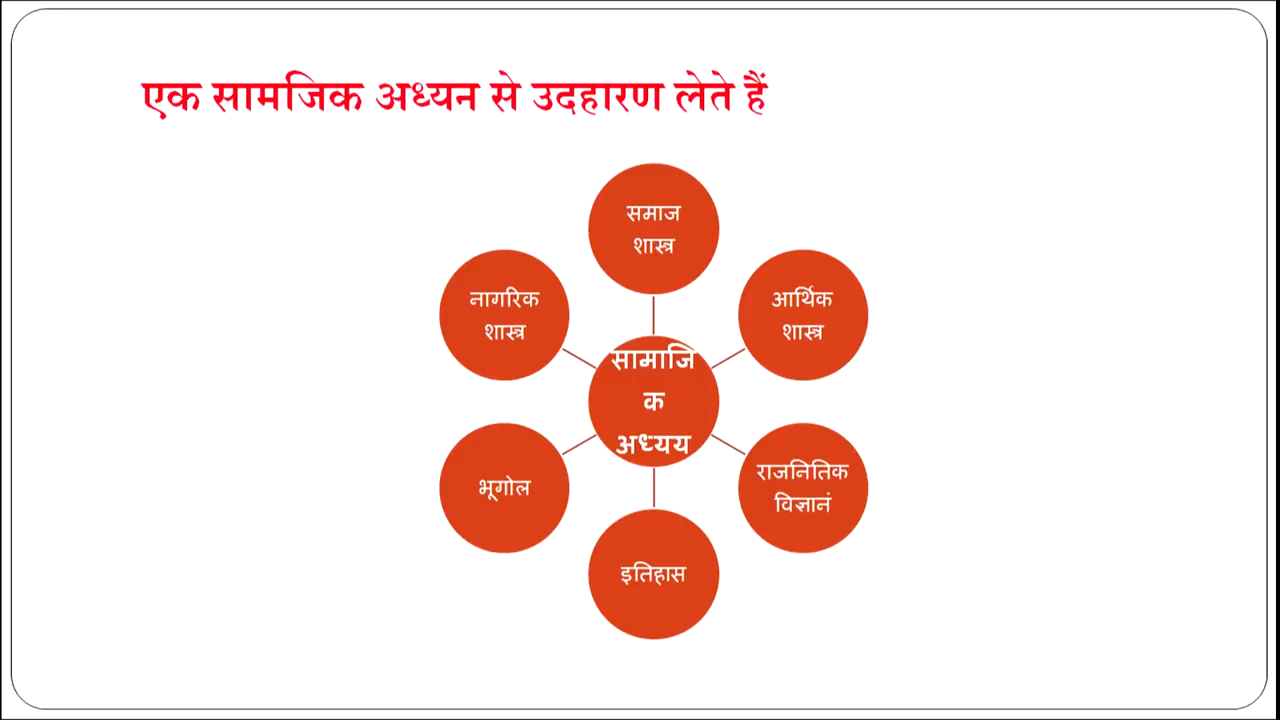 एक सामजिक अध्यन से उदहारण लेते हैं
समाज
शास्त्र
आर्थिक
शास्त्र
राजनितिक
विज्ञानं
इतिहास
भूगोल
नागरिक
शास्त्र
सामाजि
क
अध्यय